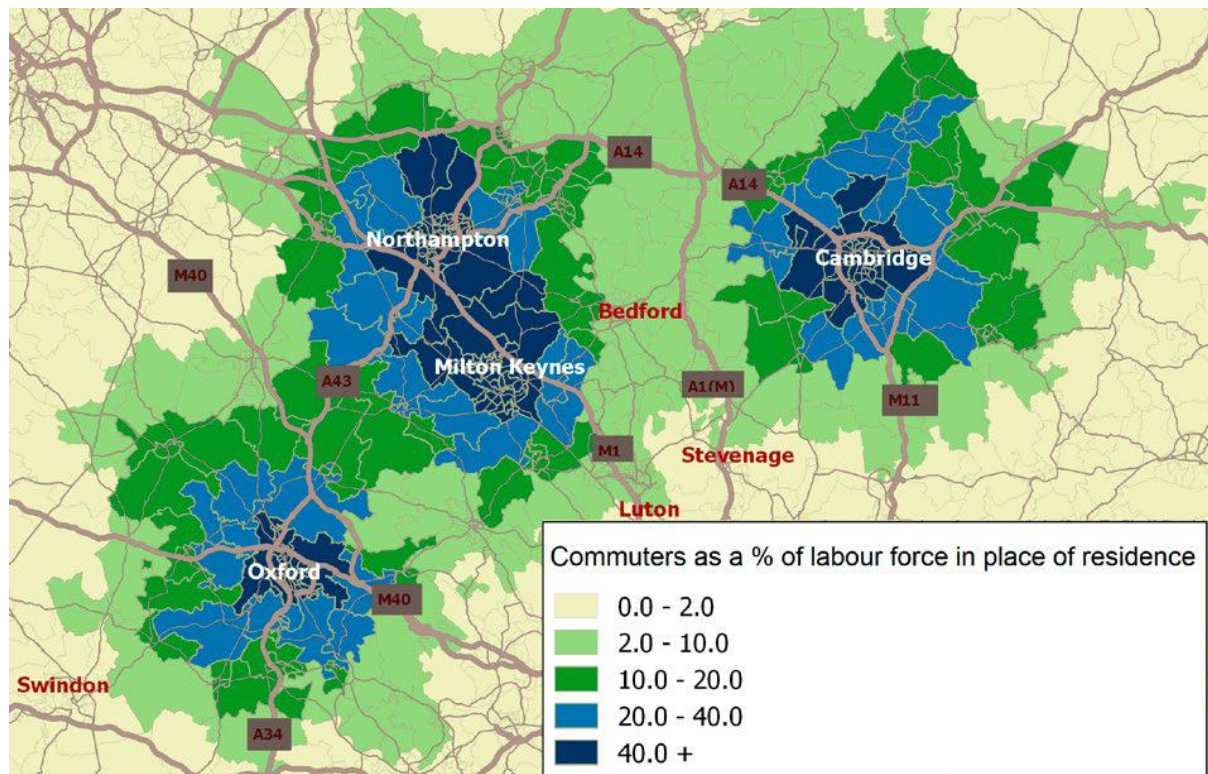 A14
A14
Northampton
Cambridge
M40
Bedford
Milton Keynes
A43
A1(M)
M11
M1
Stevenage
Luton
Oxford
M40
Swindon
A34
Commuters as a % of labour force in place of residence
0.0 - 2.0
2.0 - 10.0
10.0 - 20.0
20.0 - 40.0
40.0 +